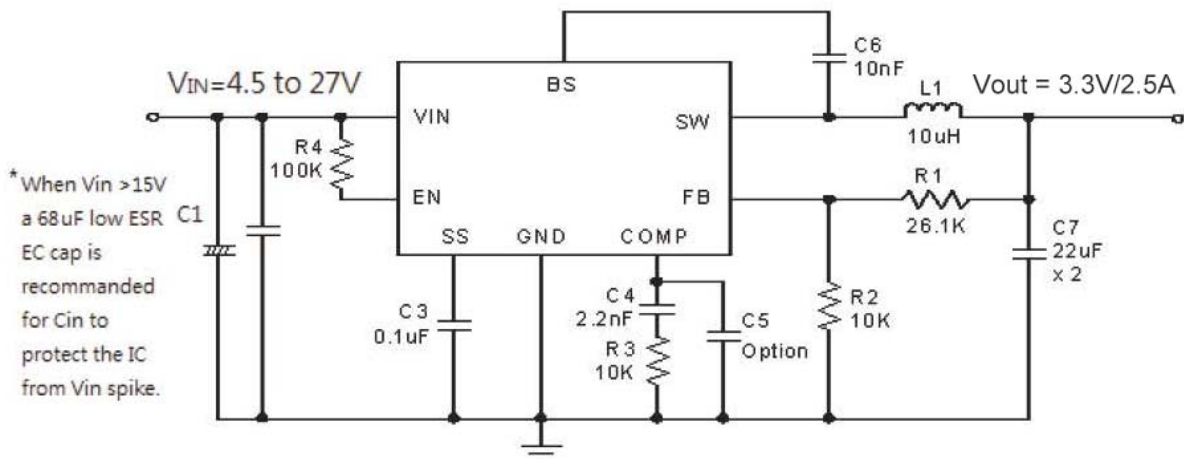 VIN=4.5 to 27V
*When Vin >15V
a 68uF low ESR
EC cap is
recommanded
for Cin to
protect the IC
from Vin spike.
C1
R4
100K
VIN
EN
BS
SW
FB
SS
GND
COMP
C6
10nF
L1
10uH
Vout = 3.3V/2.5A
R1
26.1K
C7
22uF
x 2
R2
10K
C3
0.1uF
C4
2.2nF
R3
10K
C5
Option